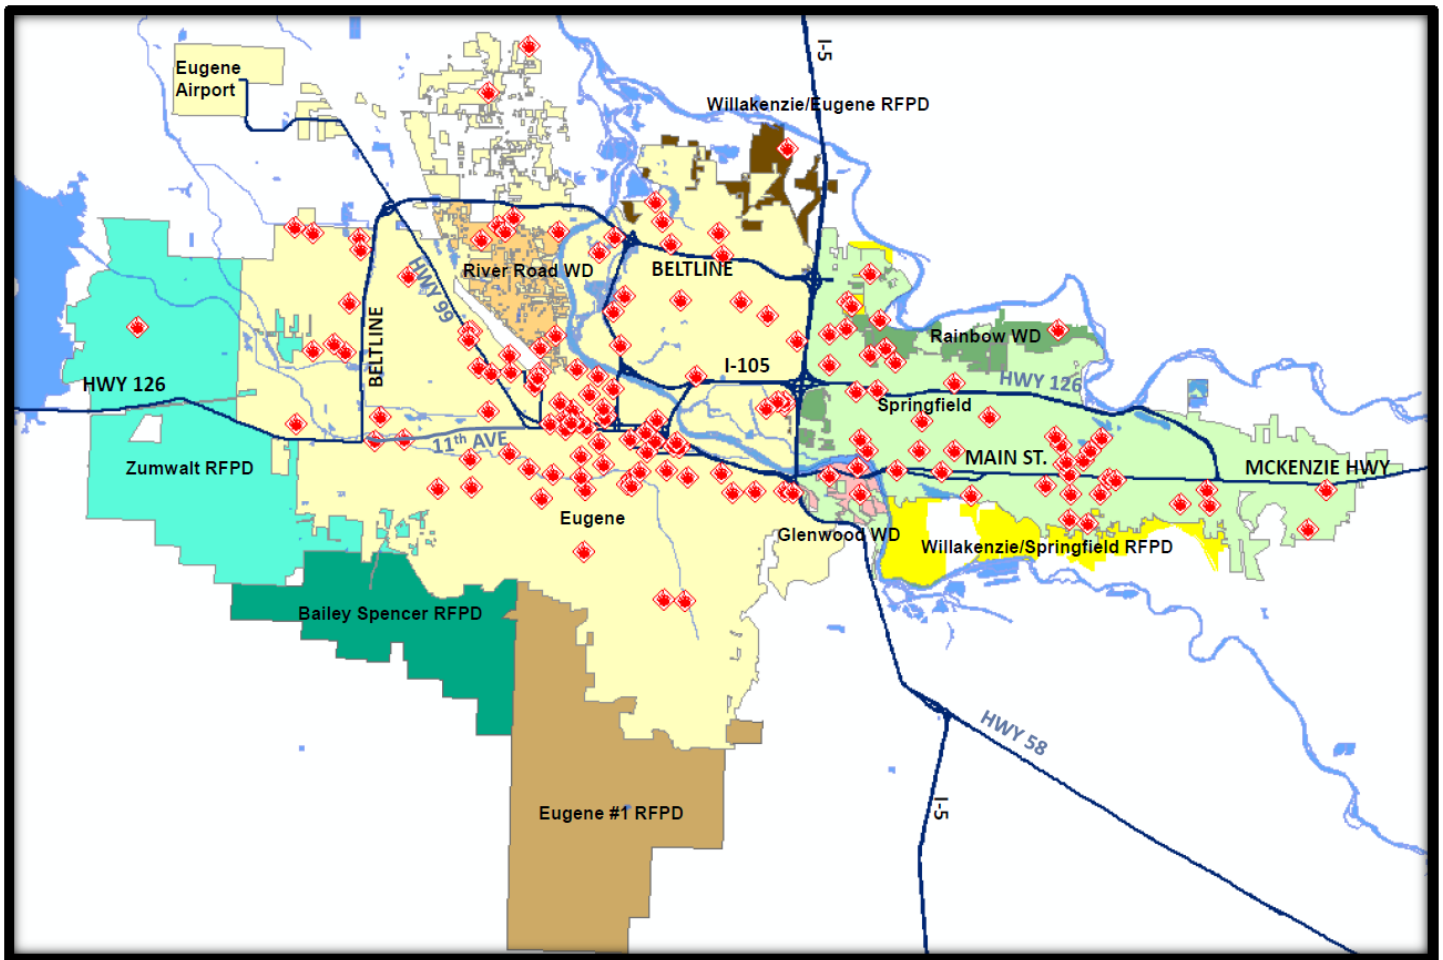 I-5
Eugene
Airport
Willakenzie/Eugene RFPD
River Road WD
BELTLINE
HWY 99
BELTLINE
Rainbow WD
I-105
HWY 126
HWY 126
Springfield
11th AVE
MAIN ST.
MCKENZIE HWY
Zumwalt RFPD
Eugene
Glenwood WD
Willakenzie/Springfield RFPD
Bailey Spencer RFPD
HWY 58
I-5
Eugene #1 RFPD